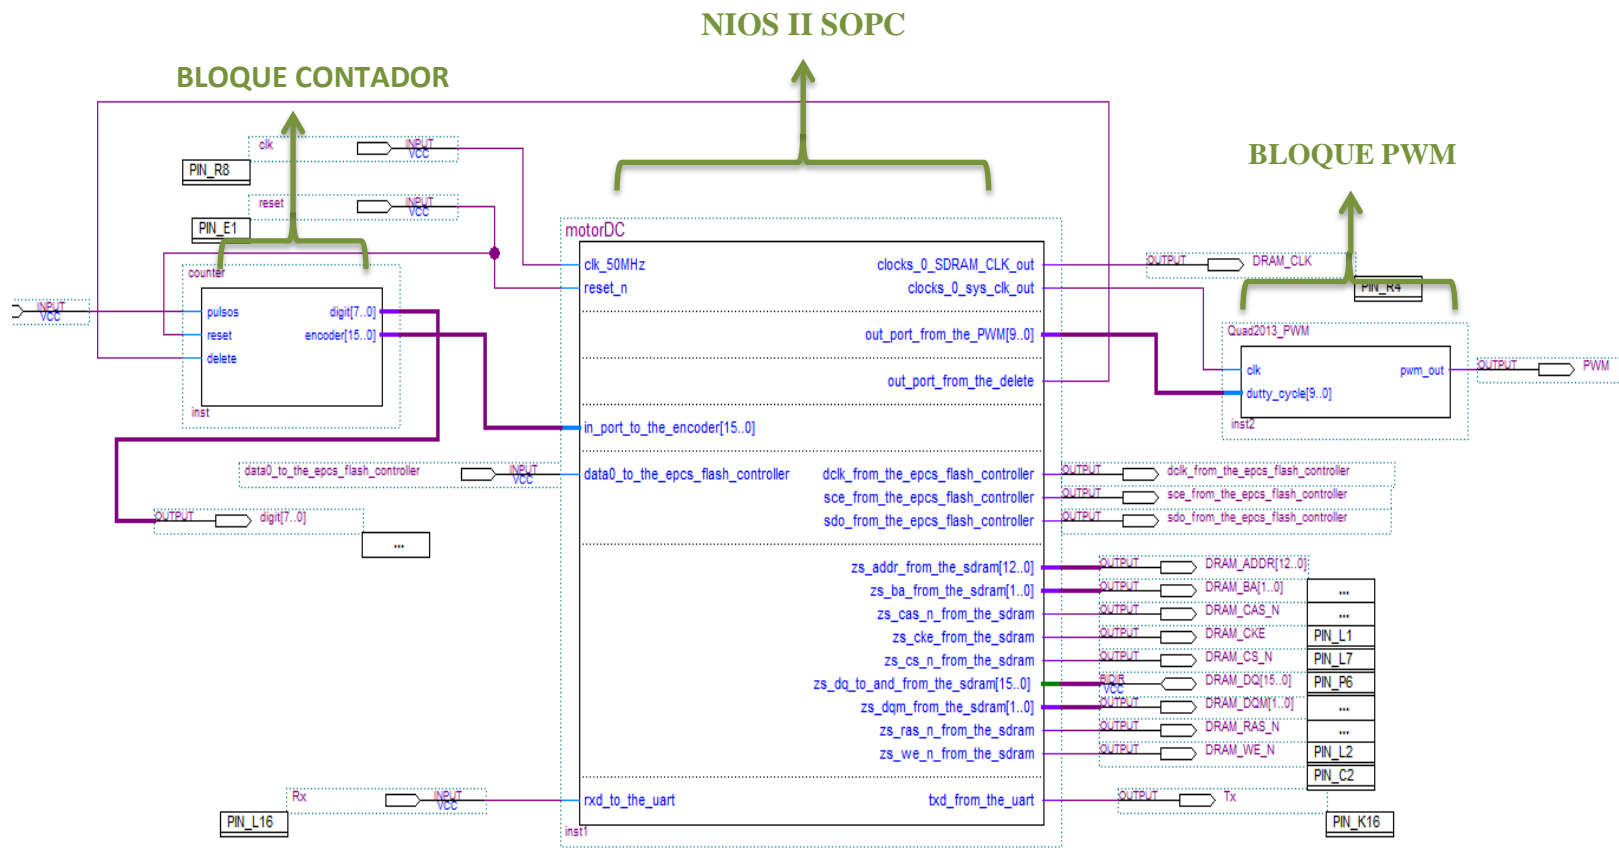 NIOS II SOPC
BLOQUE CONTADOR
BLOQUE PWM
clk
INPUT
VCC
PIN_R8
reset
INPUT
VCC
PIN_E1
counter
pulsos
reset
delete
digit[7..0]
encoder[15..0]
inst
INPUT
VCC
motorDC
clk_50MHz
reset_n
clocks_0_SDRAM_CLK_out
clocks_0_sys_clk_out
out_port_from_the_PWM[9..0]
out_port_from_the_delete
in_port_to_the_encoder[15..0]
data0_to_the_epcs_flash_controller
dclk_from_the_epcs_flash_controller
sce_from_the_epcs_flash_controller
sdo_from_the_epcs_flash_controller
zs_addr_from_the_sdram[12..0]
zs_ba_from_the_sdram[1..0]
zs_cas_n_from_the_sdram
zs_cke_from_the_sdram
zs_cs_n_from_the_sdram
zs_dq_to_and_from_the_sdram[15..0]
zs_dqm_from_the_sdram[1..0]
zs_ras_n_from_the_sdram
zs_we_n_from_the_sdram
rxd_to_the_uart
txd_from_the_uart
inst1
data0_to_the_epcs_flash_controller
INPUT
VCC
OUTPUT
digit[7..0]
...
Rx
INPUT
VCC
PIN_L16
OUTPUT
DRAM_CLK
PIN_R4
Quad2013_PWM
clk
dutty_cycle[9..0]
pwm_out
inst2
OUTPUT
PWM
OUTPUT
dclk_from_the_epcs_flash_controller
OUTPUT
sce_from_the_epcs_flash_controller
OUTPUT
sdo_from_the_epcs_flash_controller
OUTPUT
DRAM_ADDR[12..0]
OUTPUT
DRAM_BA[1..0]
...
OUTPUT
DRAM_CAS_N
...
OUTPUT
DRAM_CKE
PIN_L1
OUTPUT
DRAM_CS_N
PIN_L7
BIDIR
VCC
DRAM_DQ[15..0]
PIN_P6
OUTPUT
DRAM_DQM[1..0]
...
OUTPUT
DRAM_RAS_N
...
OUTPUT
DRAM_WE_N
PIN_L2
PIN_C2
OUTPUT
Tx
PIN_K16